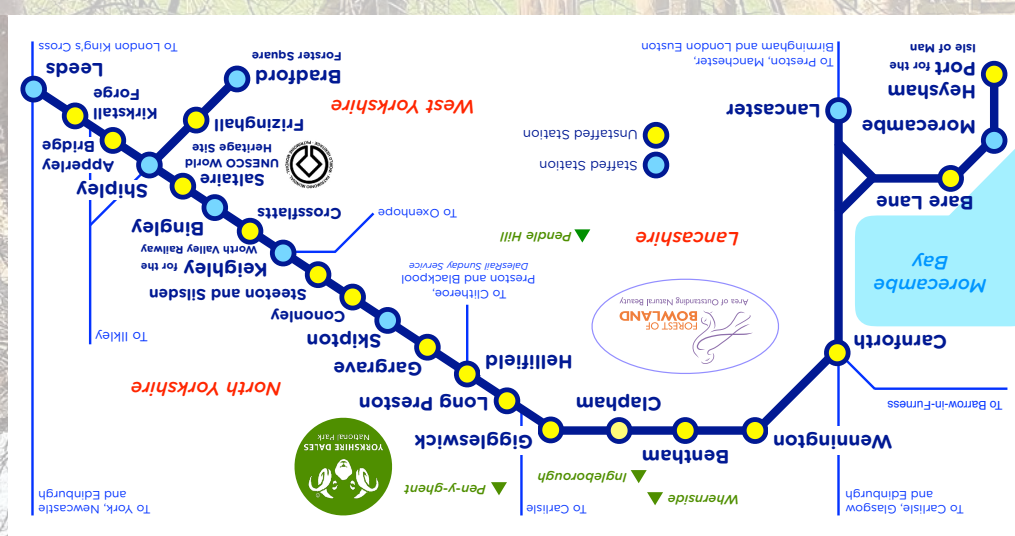 To Carlisle, Glasgow
and Edinburgh
To Carlisle
To York, Newcastle
and Edinburgh
Whernside
Ingleborough
Pen-y-ghent
Wennington
Bentham
Clapham
Giggleswick
YORKSHIRE DALES
National Park
To Barrow-in-Furness
Long Preston
North Yorkshire
Hellifield
Gargrave
Carnforth
Skipton
To Ilkley
FOREST OF
BOWLAND
Area of Outstanding Natural Beauty
Cononley
Morecambe
Bay
To Clitheroe,
Preston and Blackpool
DalesRail Sunday Service
Steeton and Silsden
Keighley for the
Worth Valley Railway
Lancashire
Pendle Hill
Bingley
To Oxenhope
Crossflatts
Bare Lane
Shipley
Saltaire
UNESCO World
Heritage Site
Staffed Station
Unstaffed Station
Apperley
Bridge
Morecambe
Lancaster
Frizinghall
Kirkstall
Forge
West Yorkshire
Heysham
Port for the
Isle of Man
Bradford
Forster Square
Leeds
To Preston, Manchester,
Birmingham and London Euston
To London King's Cross